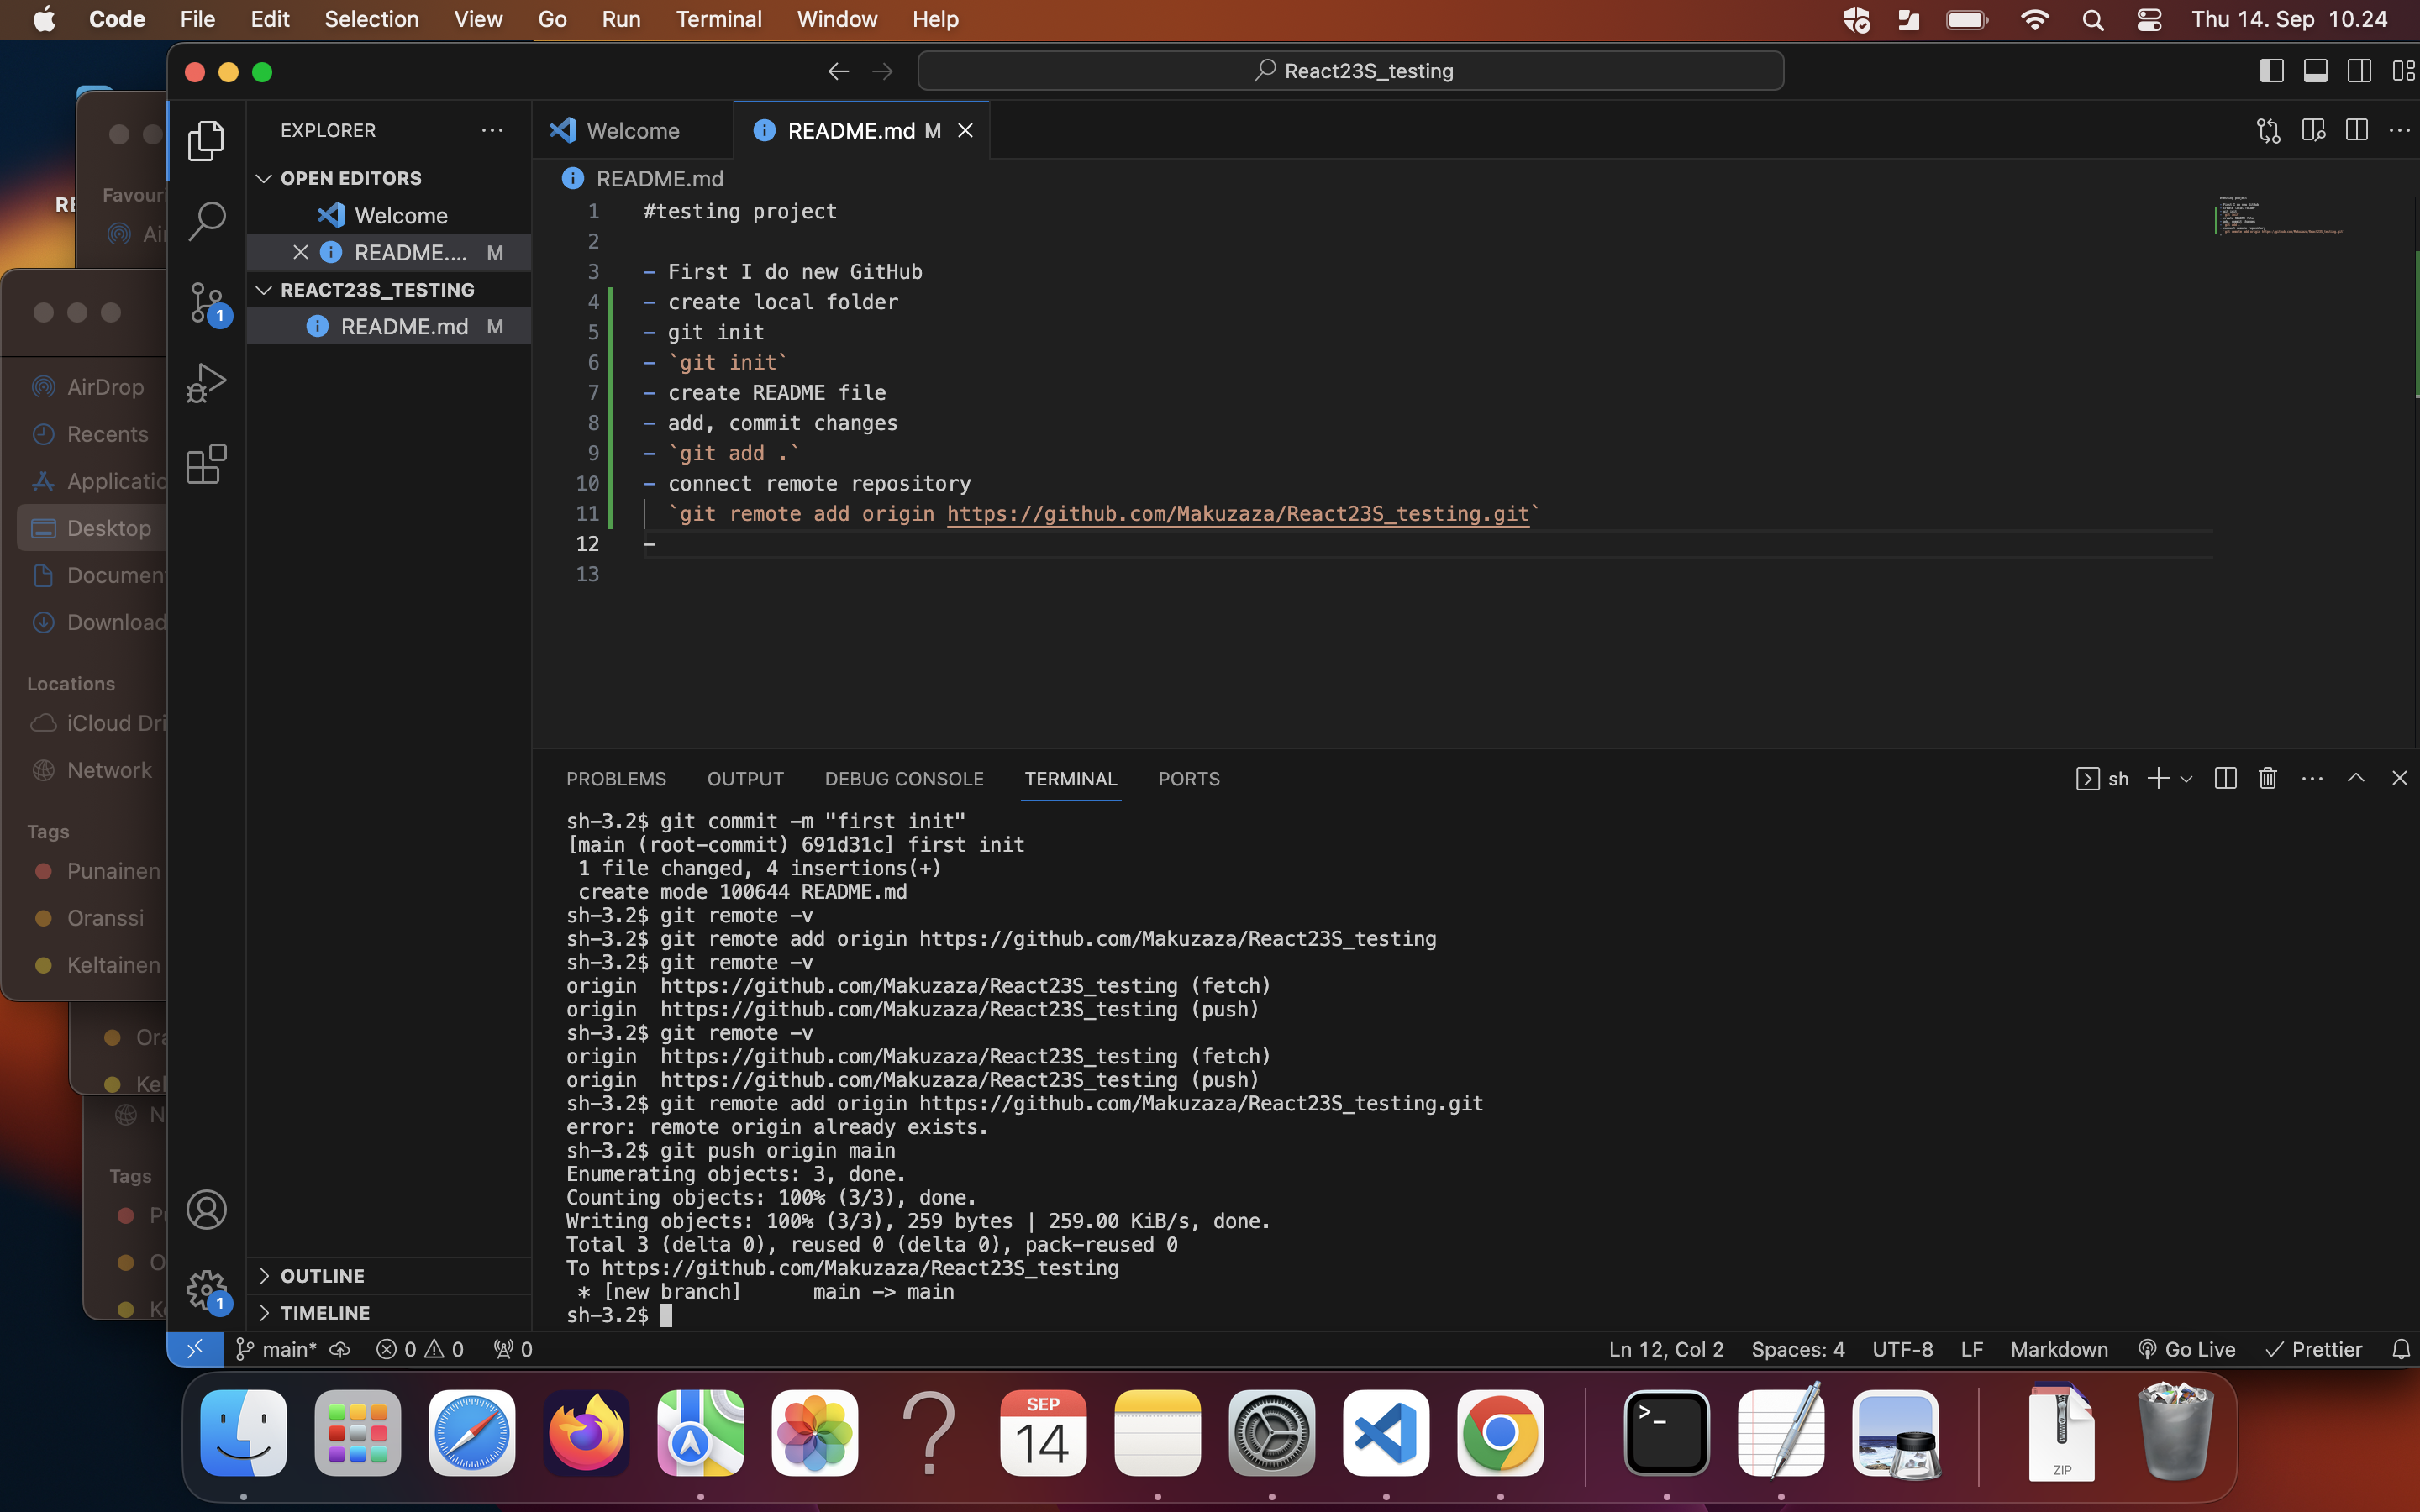 Code File Edit Selection View Go Run Terminal Window Help Thu 14. Sep 10.24
React23S_testing
RE
Favour
Air
AirDrop
Recents
Applicatio
Desktop
Documen
Download
Locations
iCloud Dri
Network
Tags
Punainen
Oranssi
Keltainen
Ora
Kel
N
Tags
P
O
K
EXPLORER
OPEN EDITORS
Welcome
README.... M
REACT23S_TESTING
README.md M
1
OUTLINE
TIMELINE
1
Welcome README.md M
README.md
1 #testing project
2
3 - First I do new GitHub
4 - create local folder
5 - git init
6 - `git init`
7 - create README file
8 - add, commit changes
9 - `git add .`
10 - connect remote repository
11 `git remote add origin https://github.com/Makuzaza/React23S_testing.git`
12 -
13
PROBLEMS OUTPUT DEBUG CONSOLE TERMINAL PORTS sh
sh-3.2$ git commit -m "first init"
[main (root-commit) 691d31c] first init
1 file changed, 4 insertions(+)
create mode 100644 README.md
sh-3.2$ git remote -v
sh-3.2$ git remote add origin https://github.com/Makuzaza/React23S_testing
sh-3.2$ git remote -v
origin https://github.com/Makuzaza/React23S_testing (fetch)
origin https://github.com/Makuzaza/React23S_testing (push)
sh-3.2$ git remote -v
origin https://github.com/Makuzaza/React23S_testing (fetch)
origin https://github.com/Makuzaza/React23S_testing (push)
sh-3.2$ git remote add origin https://github.com/Makuzaza/React23S_testing.git
error: remote origin already exists.
sh-3.2$ git push origin main
Enumerating objects: 3, done.
Counting objects: 100% (3/3), done.
Writing objects: 100% (3/3), 259 bytes | 259.00 KiB/s, done.
Total 3 (delta 0), reused 0 (delta 0), pack-reused 0
To https://github.com/Makuzaza/React23S_testing
* [new branch] main -> main
sh-3.2$
main* 0 0 0 Ln 12, Col 2 Spaces: 4 UTF-8 LF Markdown Go Live Prettier
SEP
14
ZIP